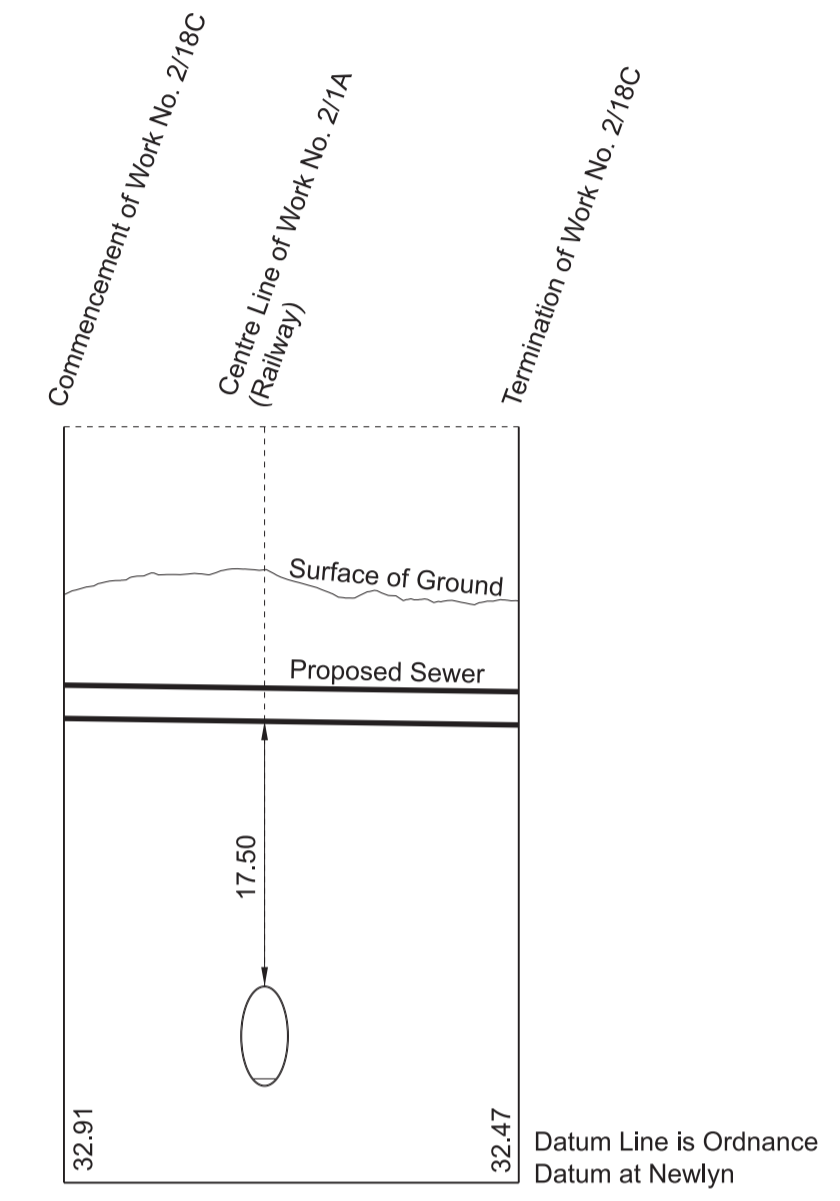 Commencement of Work No. 2/18C
Centre Line of Work No. 2/1A
(Railway)
Termination of Work No. 2/18C
Surface of Ground
Proposed Sewer
17.50
32.91
32.47
Datum Line is Ordnance
Datum at Newlyn